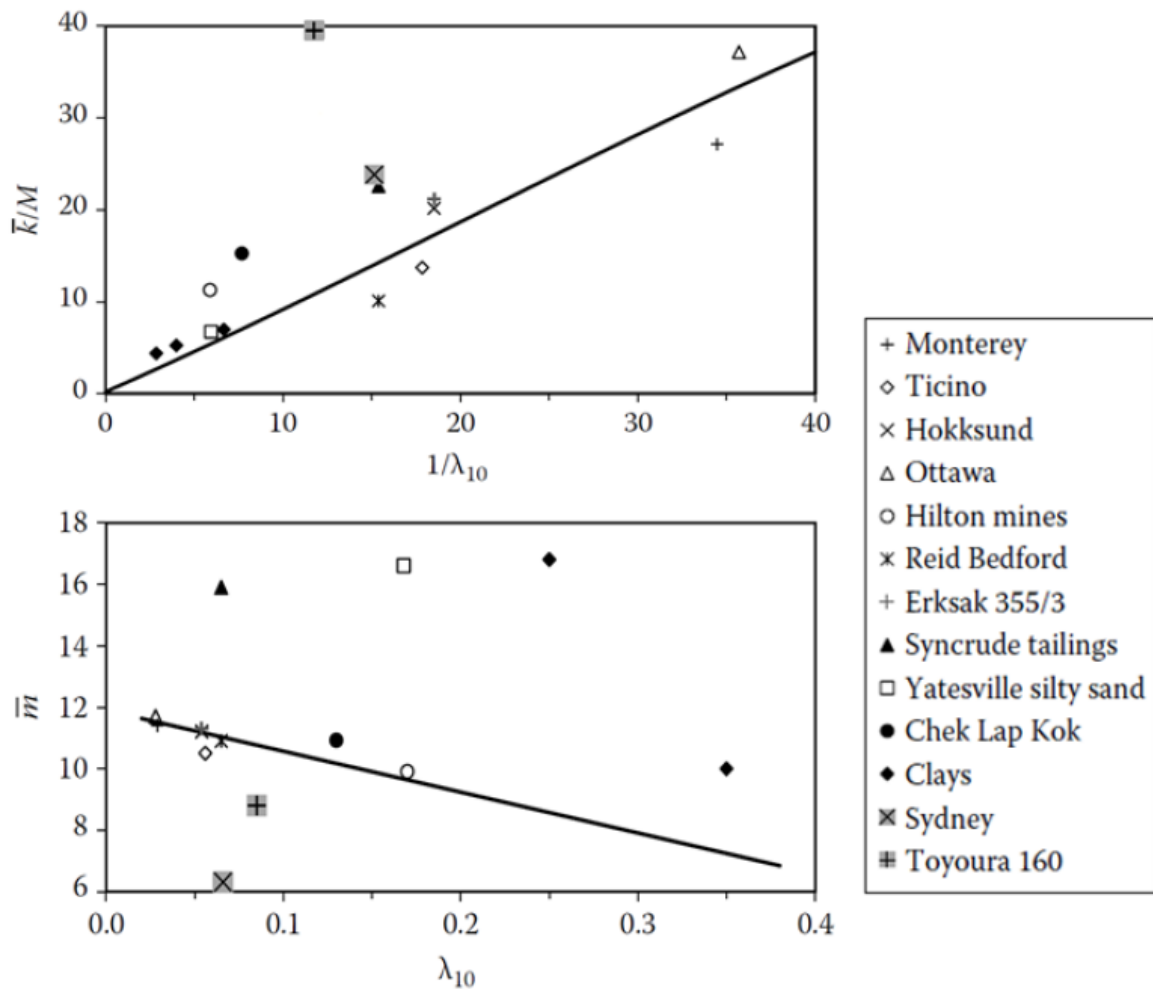 40
30
20
10
0
k̄/M
0 10 20 30 40
1/λ₁₀
18
16
14
12
10
8
6
m̄
0.0 0.1 0.2 0.3 0.4
λ₁₀
Monterey
Ticino
Hokksund
Ottawa
Hilton mines
Reid Bedford
Erksak 355/3
Syncrude tailings
Yatesville silty sand
Chek Lap Kok
Clays
Sydney
Toyoura 160